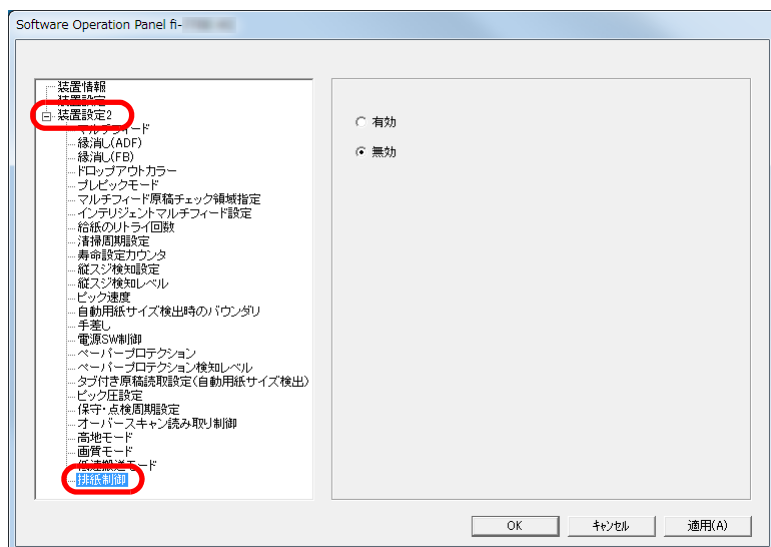 Software Operation Panel fi-
装置情報
装置設定
装置設定2
マルチフィード
縁消し(ADF)
縁消し(FB)
ドロップアウトカラー
プレピックモード
マルチフィード原稿チェック領域指定
インテリジェントマルチフィード設定
給紙のリトライ回数
清掃周期設定
寿命設定カウンタ
縦スジ検知設定
縦スジ検知レベル
ピック速度
自動用紙サイズ検出時のバウンダリ
手差し
電源SW制御
ペーパープロテクション
ペーパープロテクション検知レベル
タブ付き原稿読取設定(自動用紙サイズ検出)
ピック圧設定
保守・点検周期設定
オーバースキャン読み取り制御
高地モード
画質モード
低速搬送モード
排紙制御
有効
無効
OK キャンセル 適用(A)